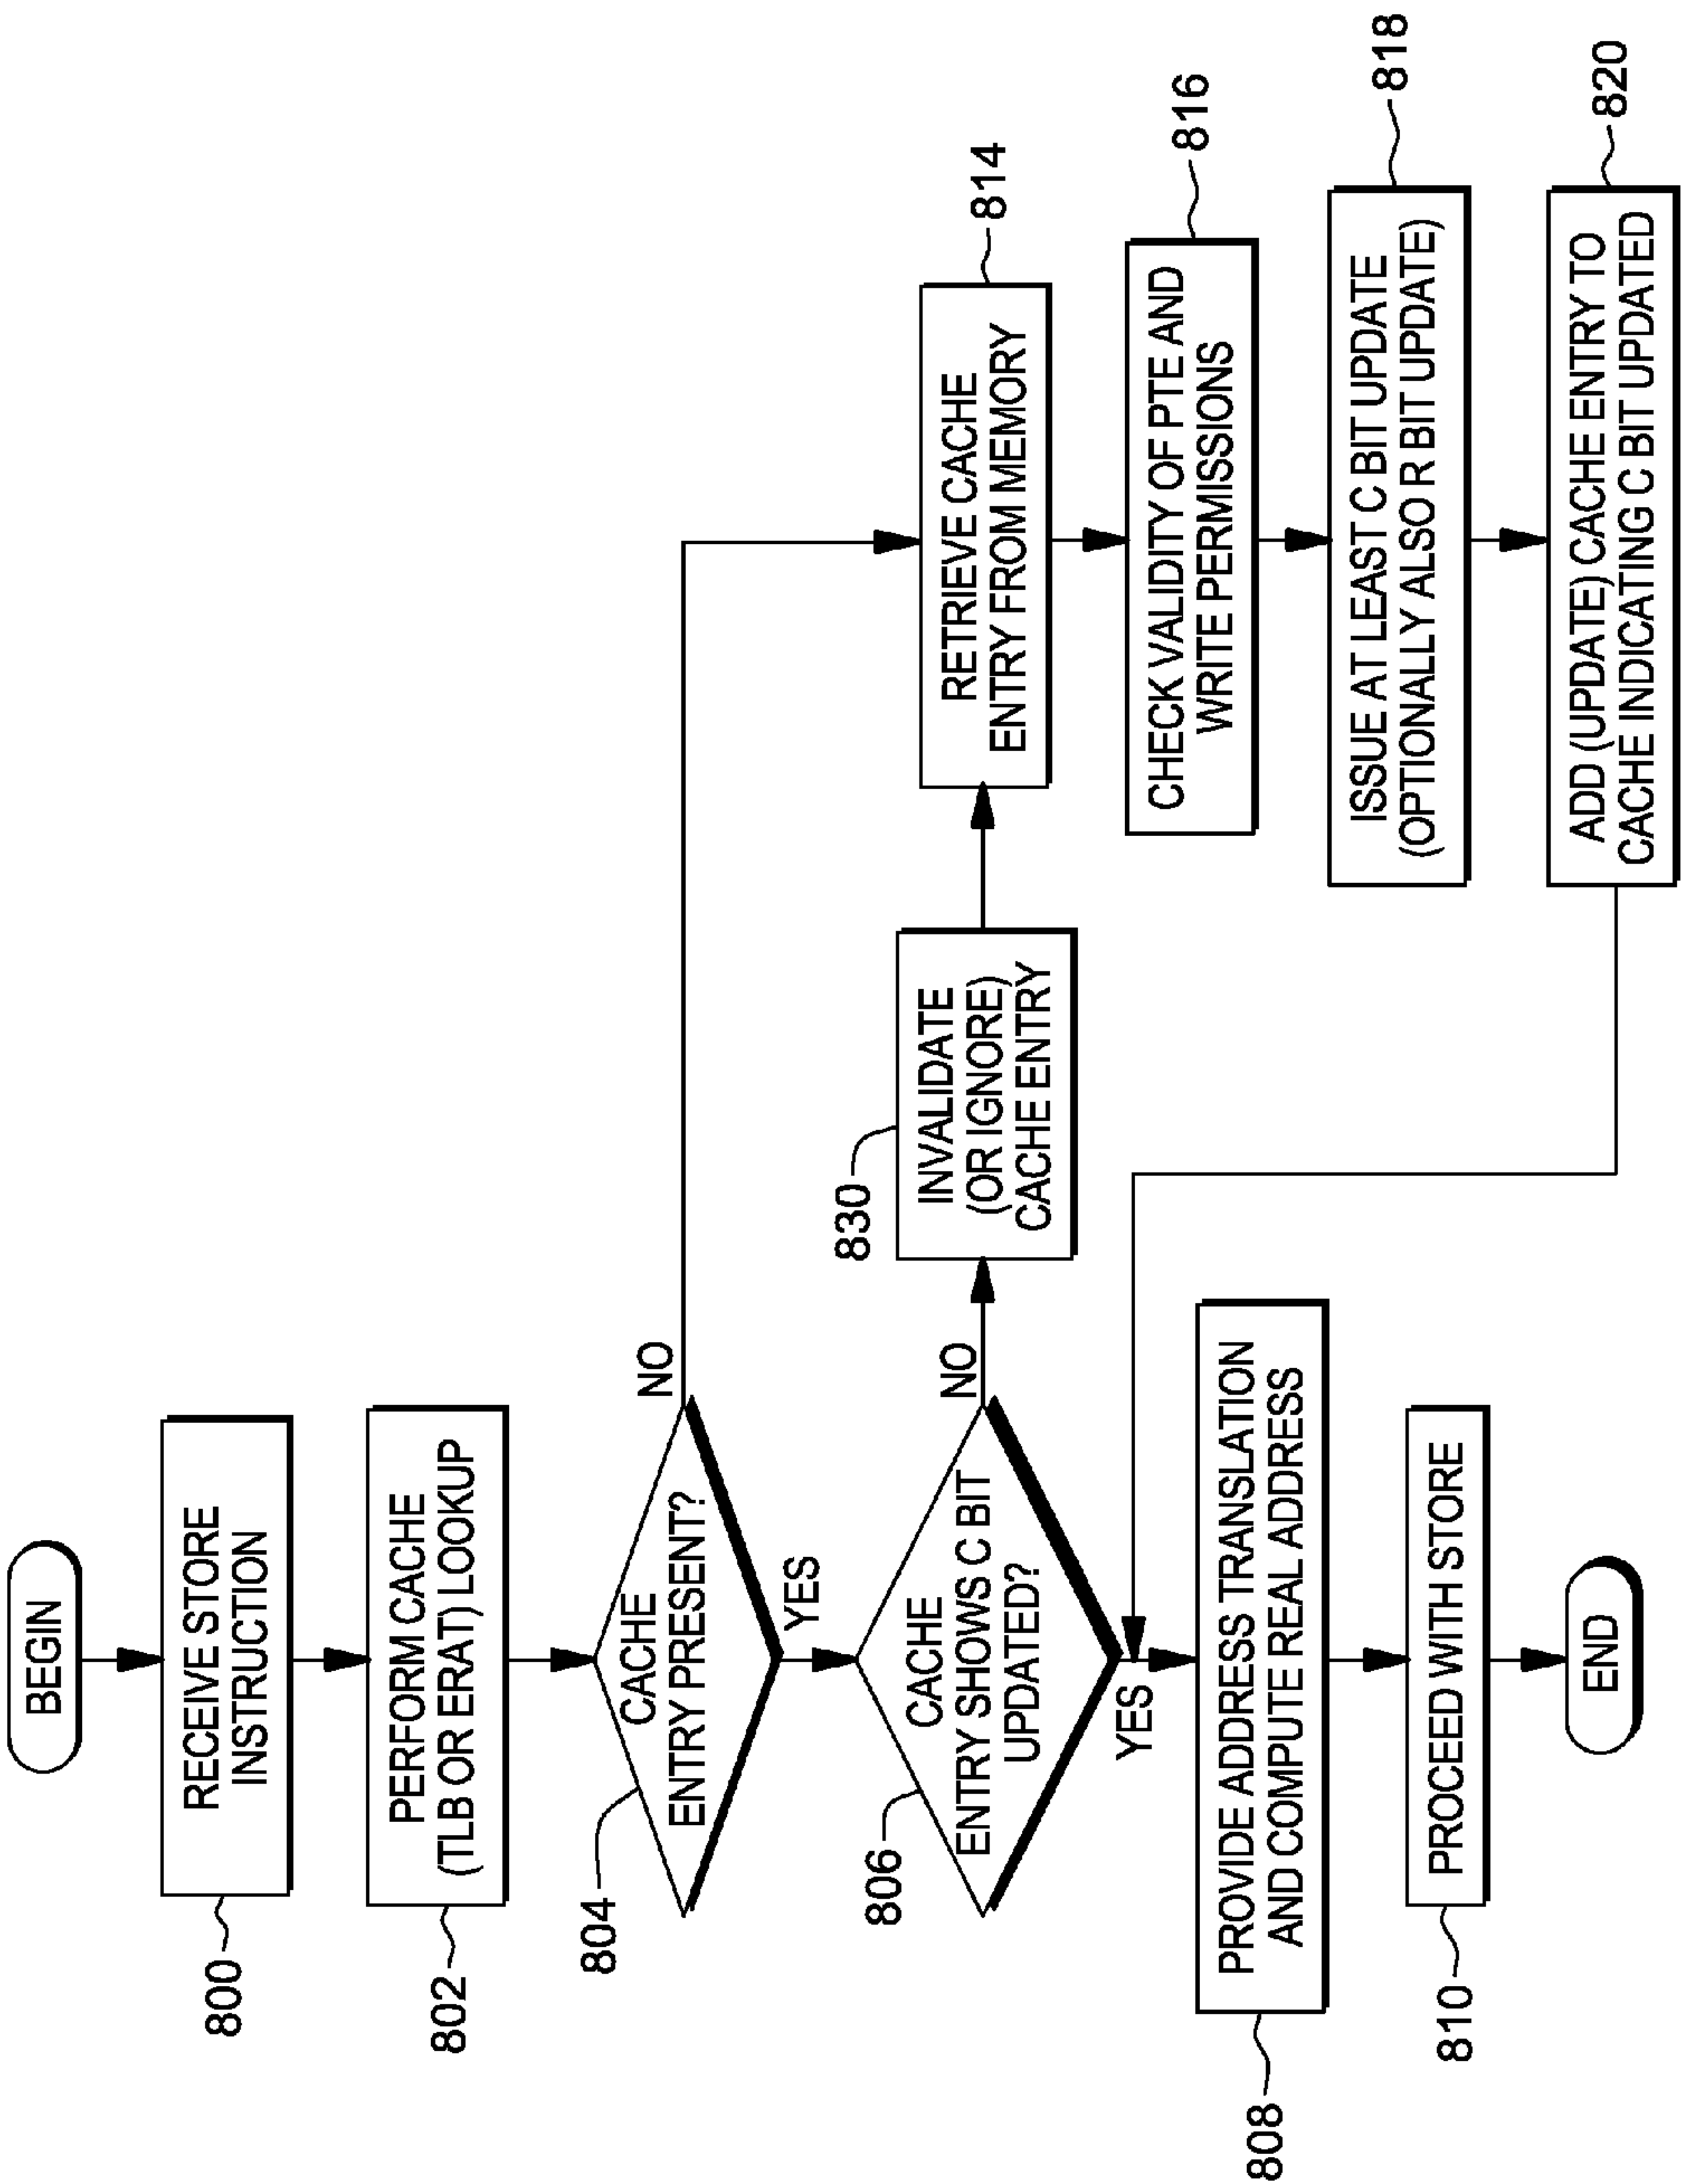 BEGIN
RECEIVE STORE
INSTRUCTION
800
PERFORM CACHE
(TLB OR ERAT) LOOKUP
802
CACHE
ENTRY PRESENT?
804
NO
YES
CACHE
ENTRY SHOWS C BIT
UPDATED?
806
NO
YES
INVALIDATE
(OR IGNORE)
CACHE ENTRY
830
RETRIEVE CACHE
ENTRY FROM MEMORY
814
CHECK VALIDITY OF PTE AND
WRITE PERMISSIONS
816
ISSUE AT LEAST C BIT UPDATE
(OPTIONALLY ALSO R BIT UPDATE)
818
ADD (UPDATE) CACHE ENTRY TO
CACHE INDICATING C BIT UPDATED
820
PROVIDE ADDRESS TRANSLATION
AND COMPUTE REAL ADDRESS
808
PROCEED WITH STORE
810
END